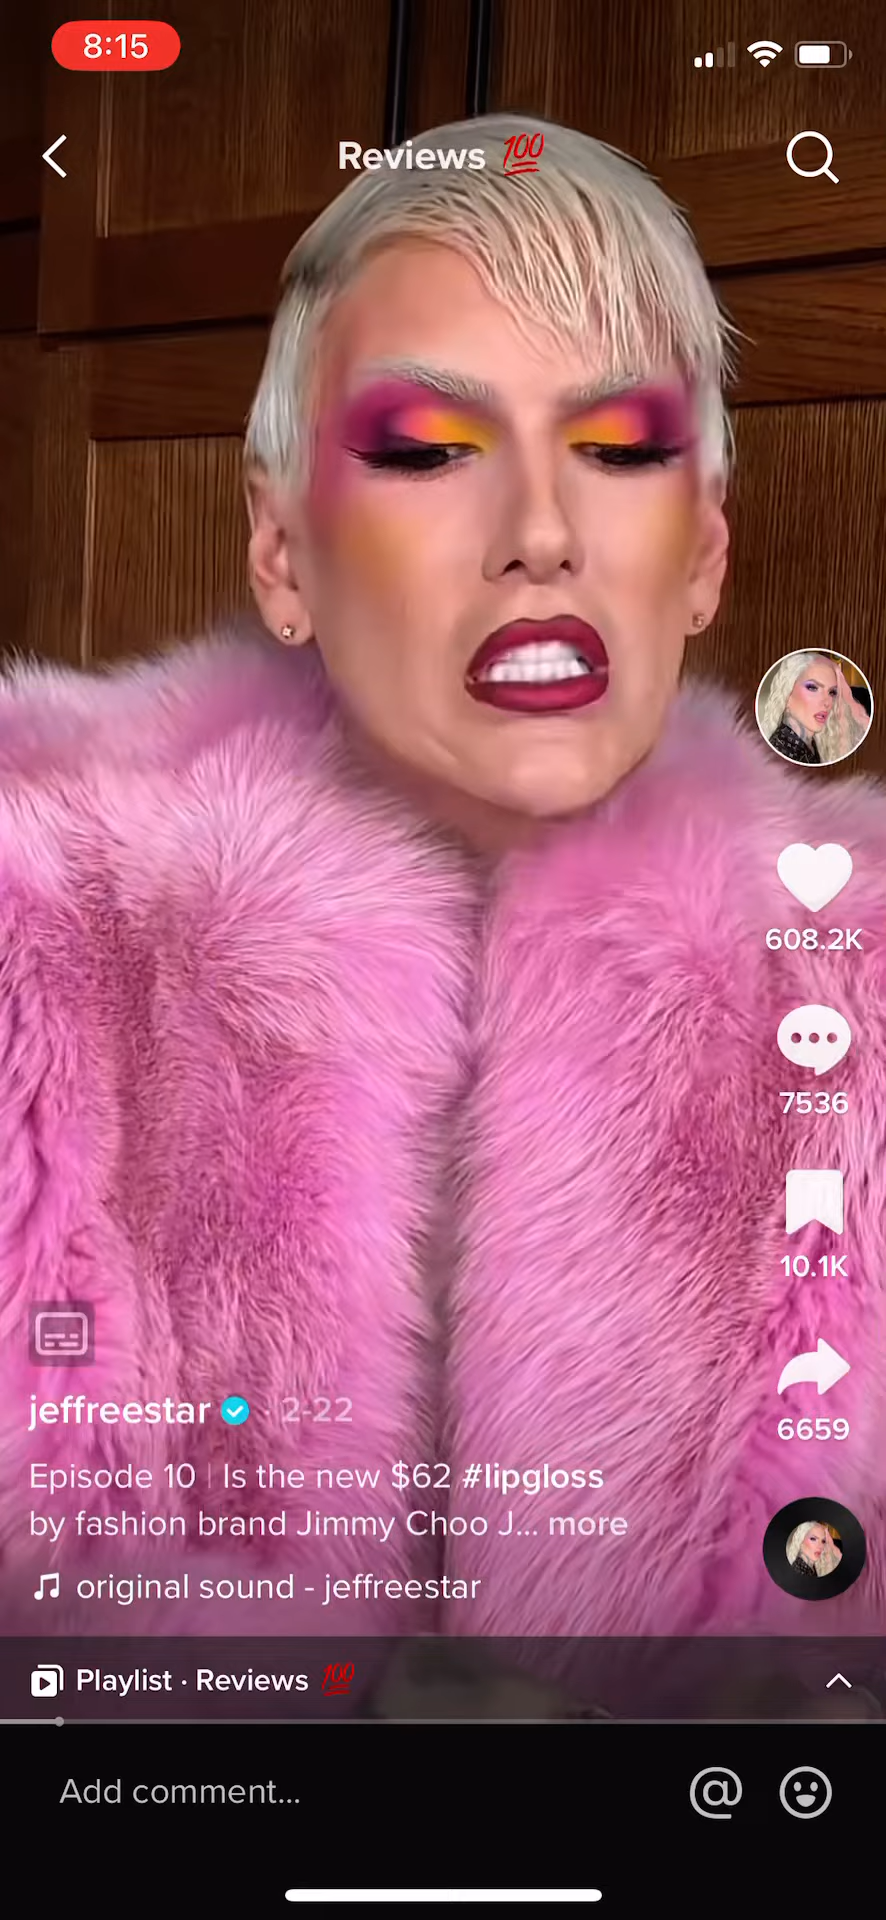 8:15
Reviews 💯
608.2K
7536
10.1K
6659
jeffreestar · 2-22
Episode 10 | Is the new $62 #lipgloss
by fashion brand Jimmy Choo J... more
original sound - jeffreestar
Playlist · Reviews 💯
Add comment...